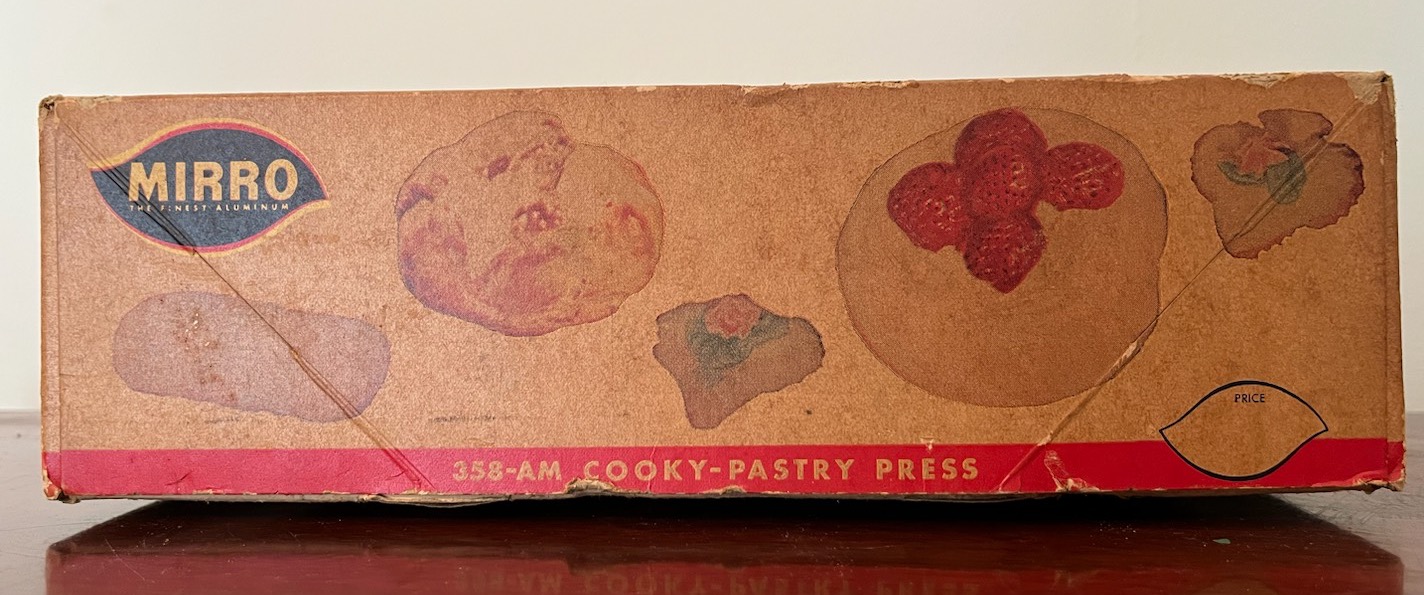 MIRRO
THE FINEST ALUMINUM
PRICE
358-AM COOKY-PASTRY PRESS